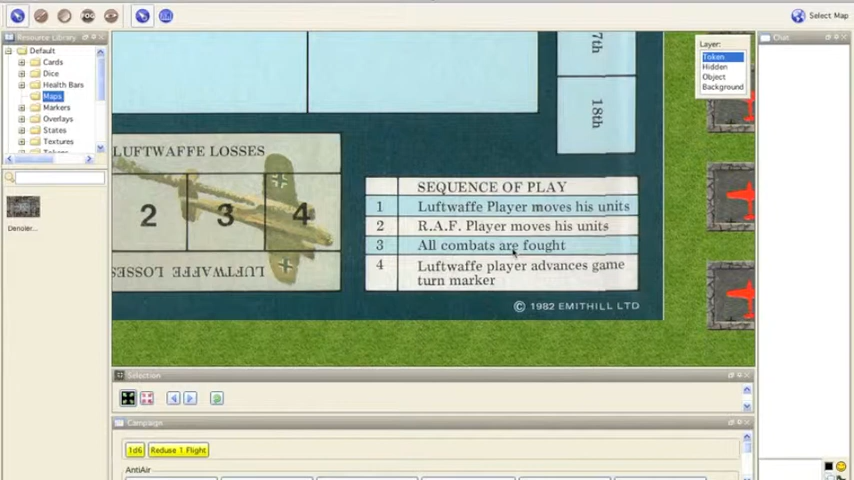 Select Map
Resource Library
Chat
Default
Cards
Dice
Health Bars
Maps
Markers
Overlays
States
Textures
Layer:
Token
Hidden
Object
Background
7th
18th
LUFTWAFFE LOSSES
2 3 4
LUFTWAFFE LOSSES
SEQUENCE OF PLAY
1 Luftwaffe Player moves his units
2 R.A.F. Player moves his units
3 All combats are fought
4 Luftwaffe player advances game
turn marker
© 1982 EMITHILL LTD
Selection
Campaign
1d6 Reduse 1 Flight
AntiAir